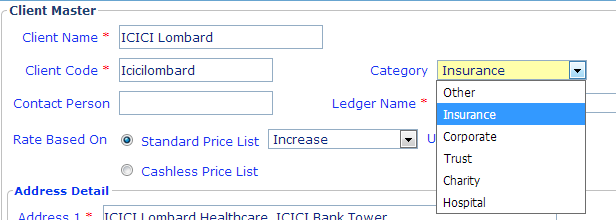 Client Master
Client Name * ICICI Lombard
Client Code * Icicilombard Category Insurance
Contact Person Ledger Name *
Other
Insurance
Corporate
Trust
Charity
Hospital
Rate Based On Standard Price List Increase U
Cashless Price List
Address Detail
Address 1 * ICICI Lombard Healthcare, ICICI Bank Tower